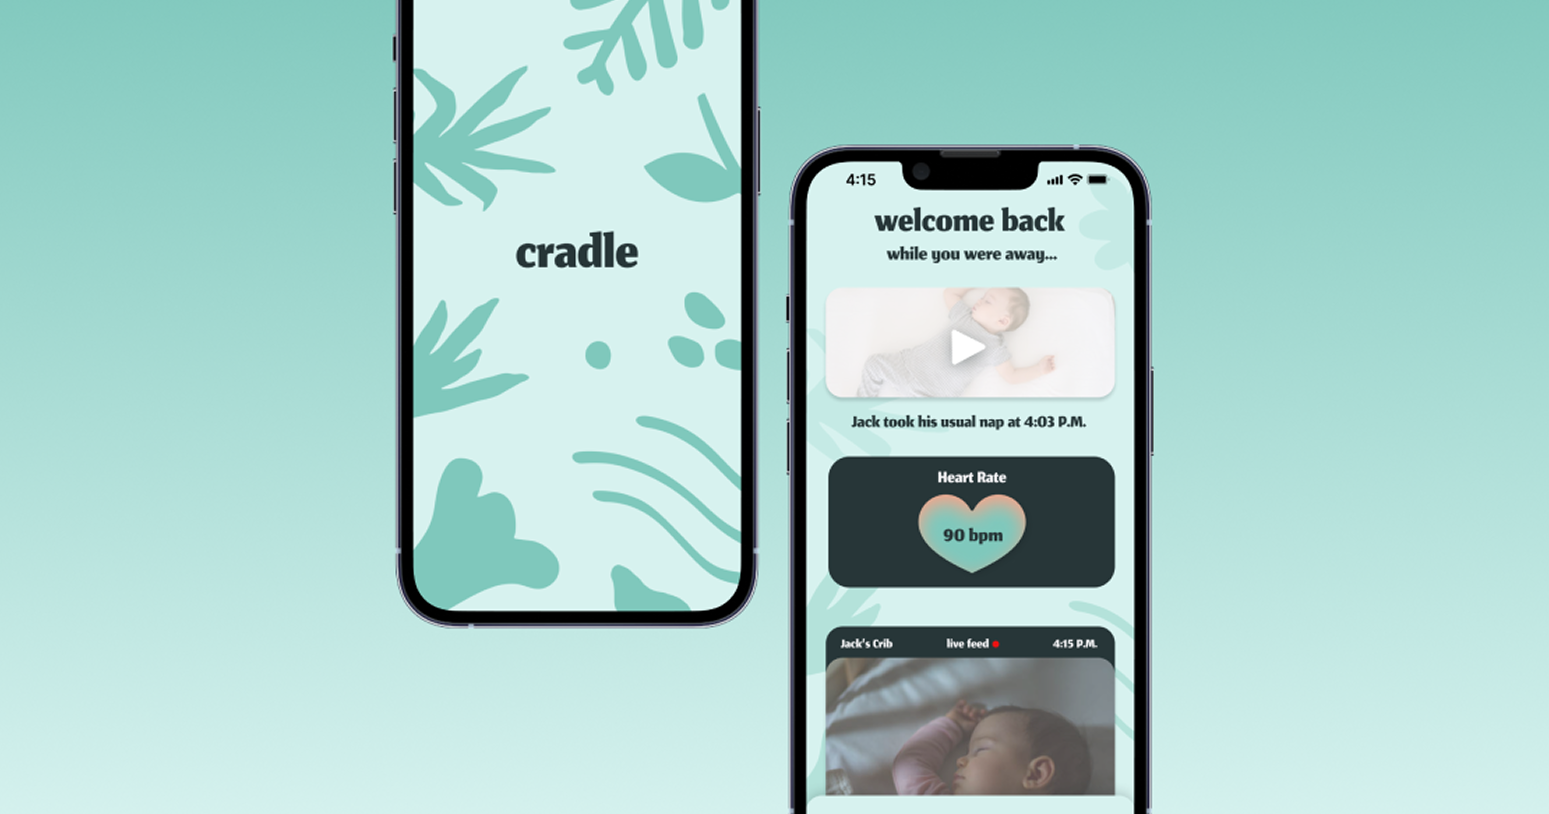 cradle
4:15
welcome back
while you were away...
Jack took his usual nap at 4:03 P.M.
Heart Rate
90 bpm
Jack's Crib live feed 4:15 P.M.